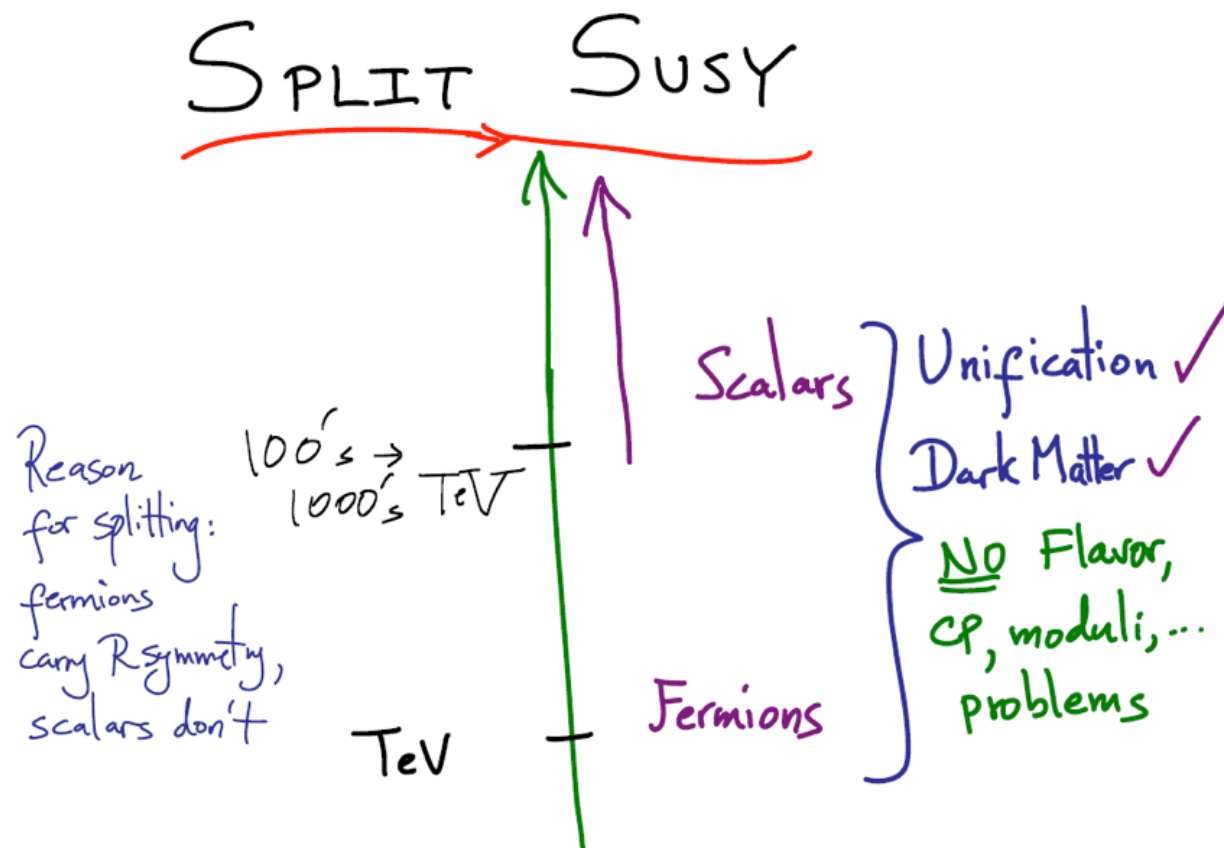 SPLIT SUSY
Scalars
Unification
100's →
1000's TeV
Dark Matter
Reason
for splitting:
fermions
carry R symmetry,
scalars don't
NO Flavor,
CP, moduli,...
problems
Fermions
TeV